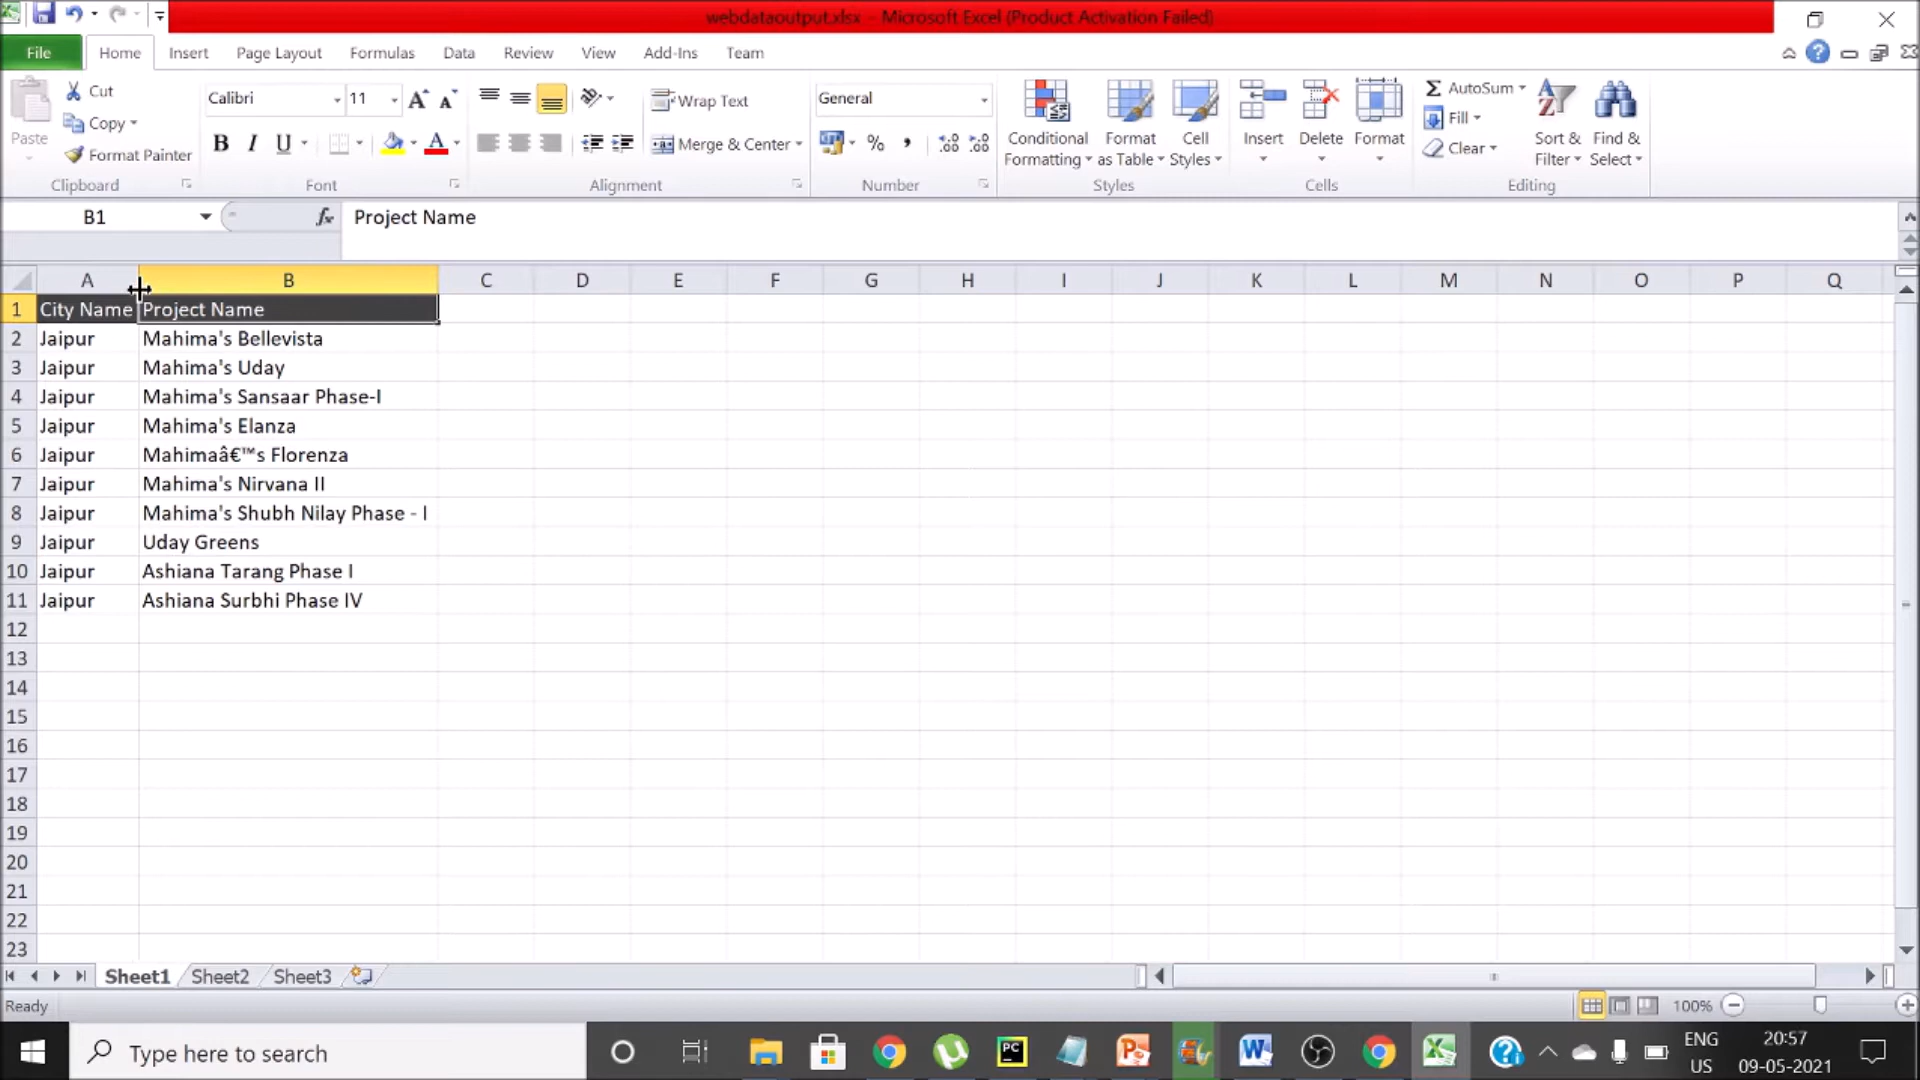 webdataoutput.xlsx - Microsoft Excel (Product Activation Failed)
File Home Insert Page Layout Formulas Data Review View Add-Ins Team
Paste
Cut
Copy
Format Painter
Clipboard
Calibri 11
B I U
Font
Wrap Text
Merge & Center
Alignment
General
%
Number
Conditional Formatting
Format as Table
Cell Styles
Styles
Insert Delete Format
Cells
AutoSum
Fill
Clear
Sort & Filter
Find & Select
Editing
B1 fx Project Name
A B C D E F G H I J K L M N O P Q
1 City Name Project Name
2 Jaipur Mahima's Bellevista
3 Jaipur Mahima's Uday
4 Jaipur Mahima's Sansaar Phase-I
5 Jaipur Mahima's Elanza
6 Jaipur Mahimaâ€™s Florenza
7 Jaipur Mahima's Nirvana II
8 Jaipur Mahima's Shubh Nilay Phase - I
9 Jaipur Uday Greens
10 Jaipur Ashiana Tarang Phase I
11 Jaipur Ashiana Surbhi Phase IV
12
13
14
15
16
17
18
19
20
21
22
23
Sheet1 Sheet2 Sheet3
Ready 100%
Type here to search
PC
ENG
US
20:57
09-05-2021